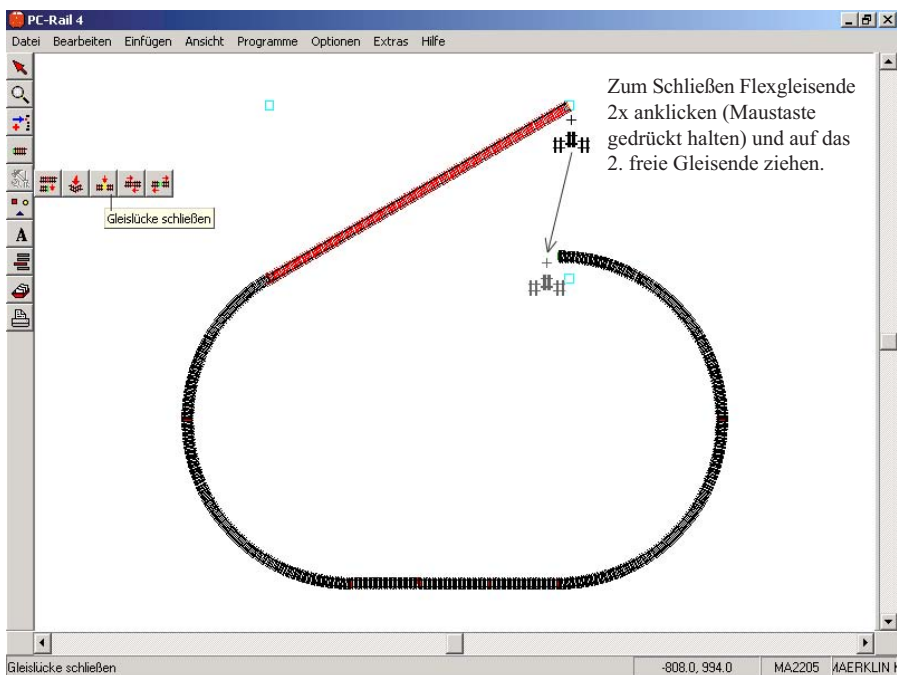 PC-Rail 4
Datei Bearbeiten Einfügen Ansicht Programme Optionen Extras Hilfe
Zum Schließen Flexgleisende
2x anklicken (Maustaste
gedrückt halten) und auf das
2. freie Gleisende ziehen.
Gleislücke schließen
A
Gleislücke schließen
-808.0, 994.0
MA2205
MAERKLIN